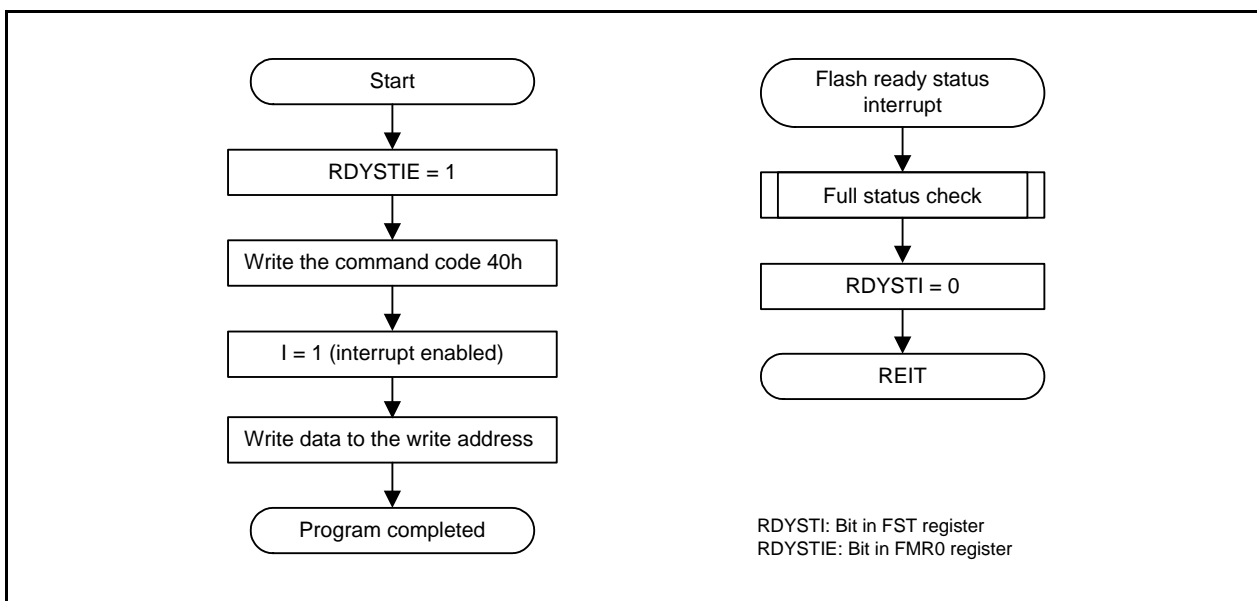 Start
RDYSTIE = 1
Write the command code 40h
I = 1 (interrupt enabled)
Write data to the write address
Program completed
Flash ready status
interrupt
Full status check
RDYSTI = 0
REIT
RDYSTI: Bit in FST register
RDYSTIE: Bit in FMR0 register